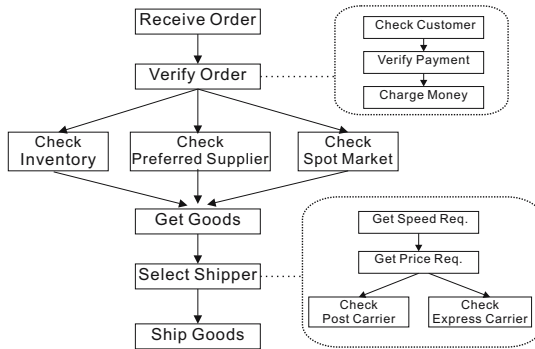 Receive Order
Verify Order
Check
Inventory
Check
Preferred Supplier
Check
Spot Market
Get Goods
Select Shipper
Ship Goods
Check Customer
Verify Payment
Charge Money
Get Speed Req.
Get Price Req.
Check
Post Carrier
Check
Express Carrier